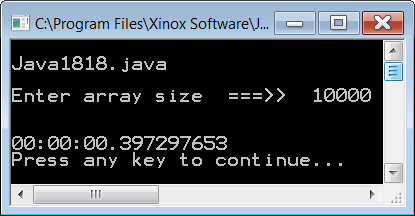 C:\Program Files\Xinox Software\J...
Java1818.java
Enter array size  ===>>  10000
00:00:00.397297653
Press any key to continue...